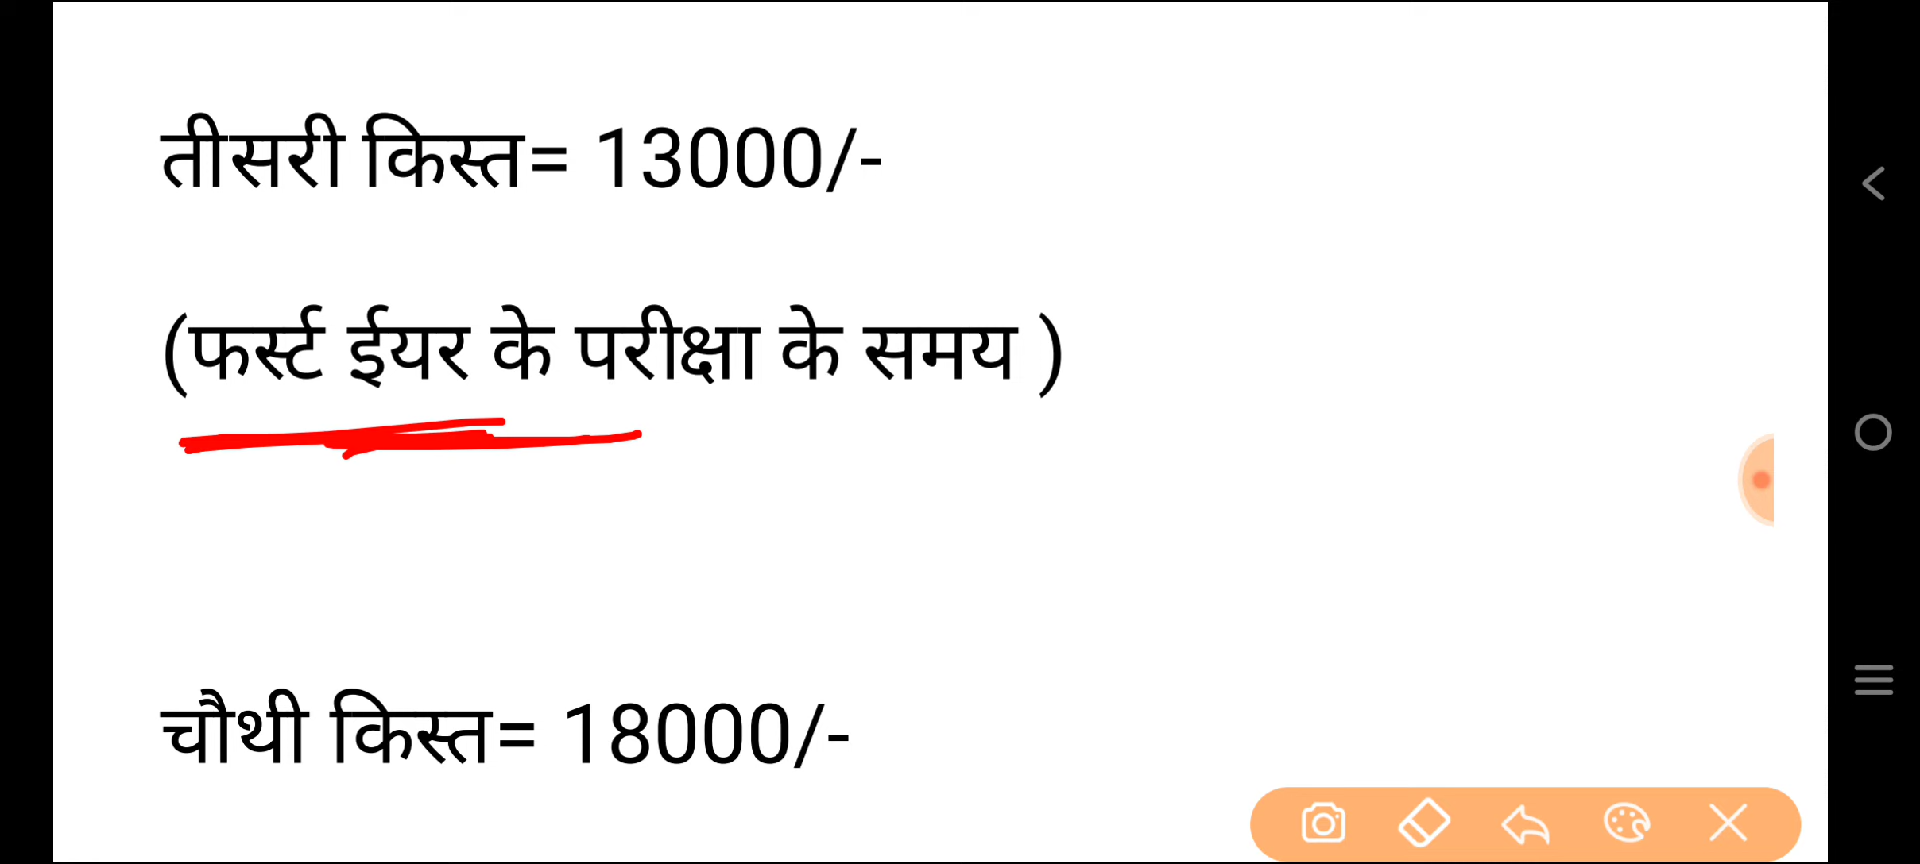 तीसरी किस्त= 13000/-
(फर्स्ट ईयर के परीक्षा के समय )
चौथी किस्त= 18000/-